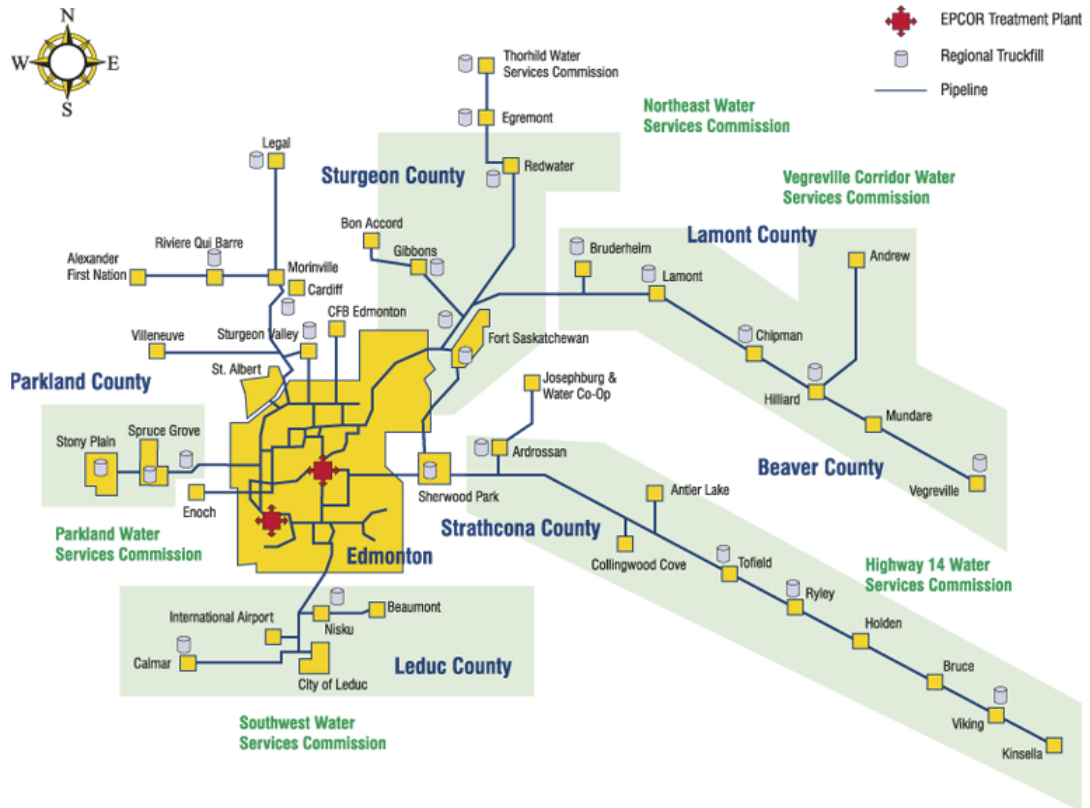 N
W
E
S
EPCOR Treatment Plant
Regional Truckfill
Pipeline
Thorhild Water
Services Commission
Egremont
Northeast Water
Services Commission
Legal
Sturgeon County
Redwater
Vegreville Corridor Water
Services Commission
Bon Accord
Gibbons
Riviere Qui Barre
Alexander
First Nation
Morinville
Cardiff
Bruderheim
Lamont County
Lamont
Andrew
CFB Edmonton
Villeneuve
Sturgeon Valley
Fort Saskatchewan
Chipman
St. Albert
Parkland County
Josephburg &
Water Co-Op
Hilliard
Mundare
Stony Plain
Spruce Grove
Ardrossan
Beaver County
Sherwood Park
Vegreville
Enoch
Antler Lake
Strathcona County
Parkland Water
Services Commission
Edmonton
Collingwood Cove
Highway 14 Water
Services Commission
Tofield
Ryley
International Airport
Beaumont
Nisku
Holden
Calmar
Leduc County
City of Leduc
Bruce
Southwest Water
Services Commission
Viking
Kinsella